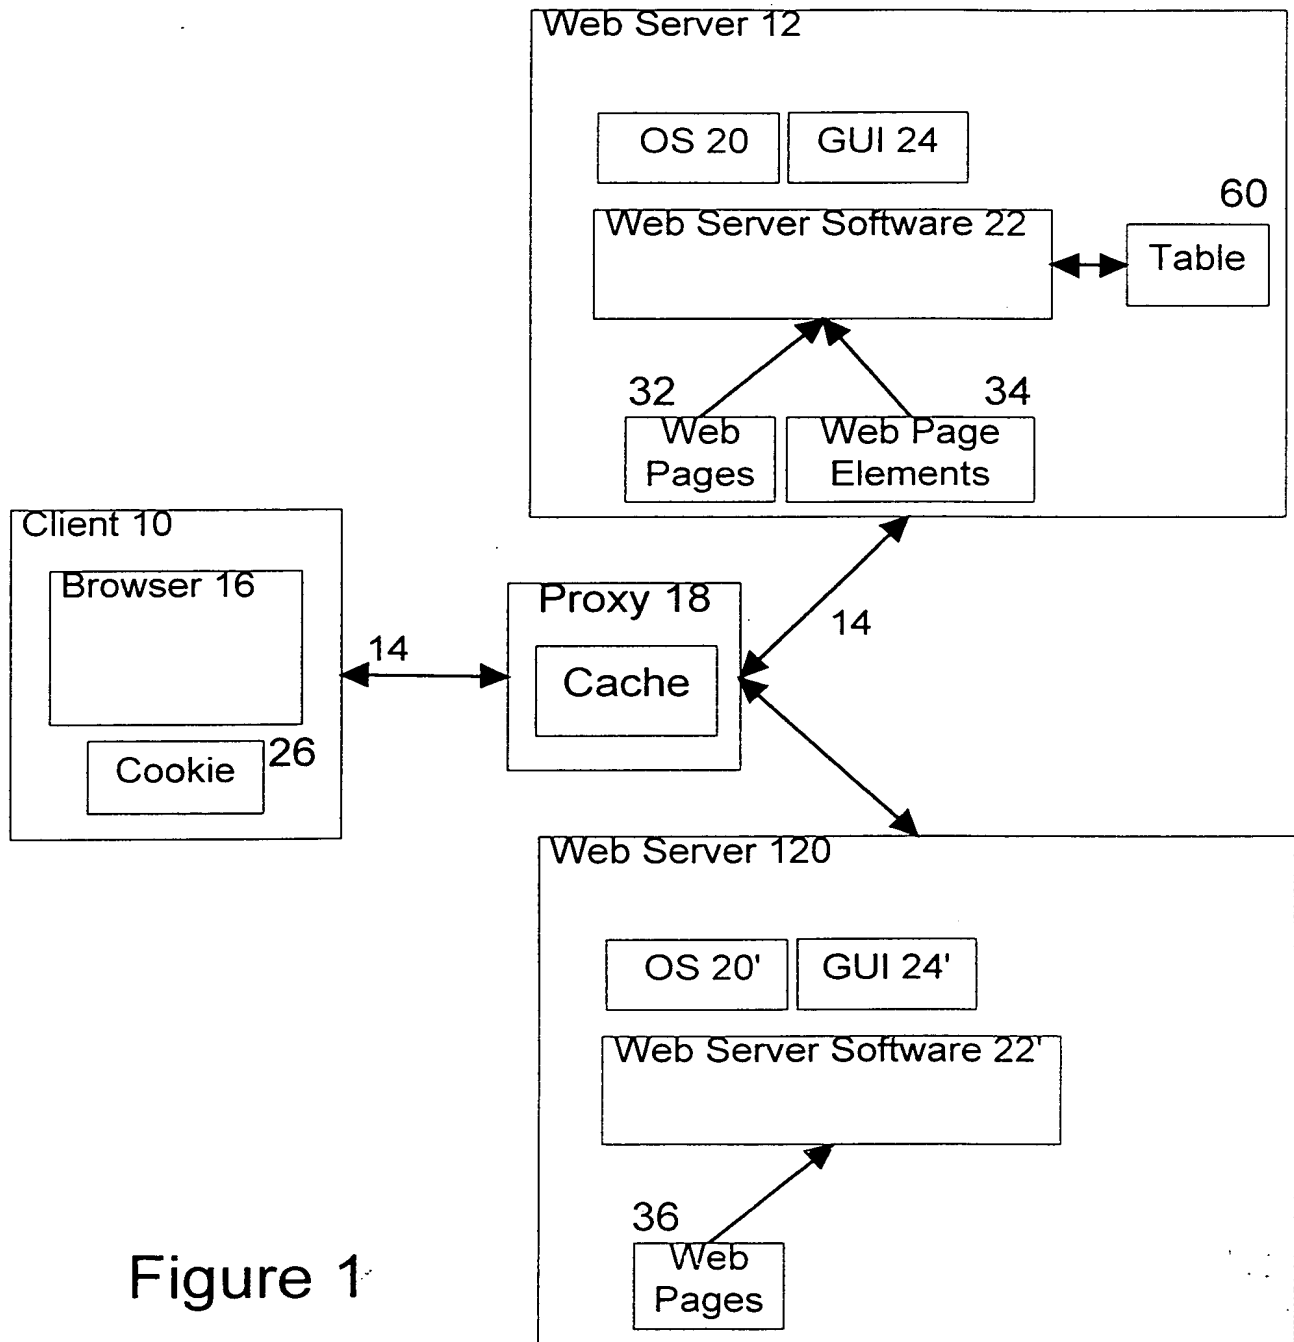 Web Server 12
OS 20
GUI 24
60
Web Server Software 22
Table
32
34
Web
Pages
Web Page
Elements
Client 10
Browser 16
14
Proxy 18
14
Cache
Cookie
26
Web Server 120
OS 20'
GUI 24'
Web Server Software 22'
36
Web
Pages
Figure 1